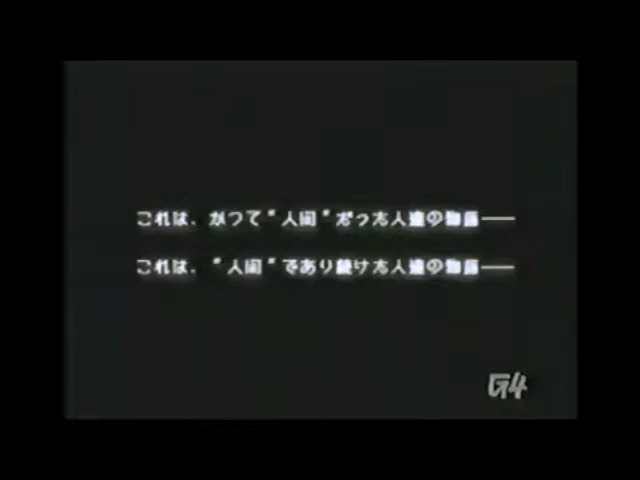 これは、かつて“人間”だった人達の物語――
これは、“人間”であり続けた人達の物語――
G4